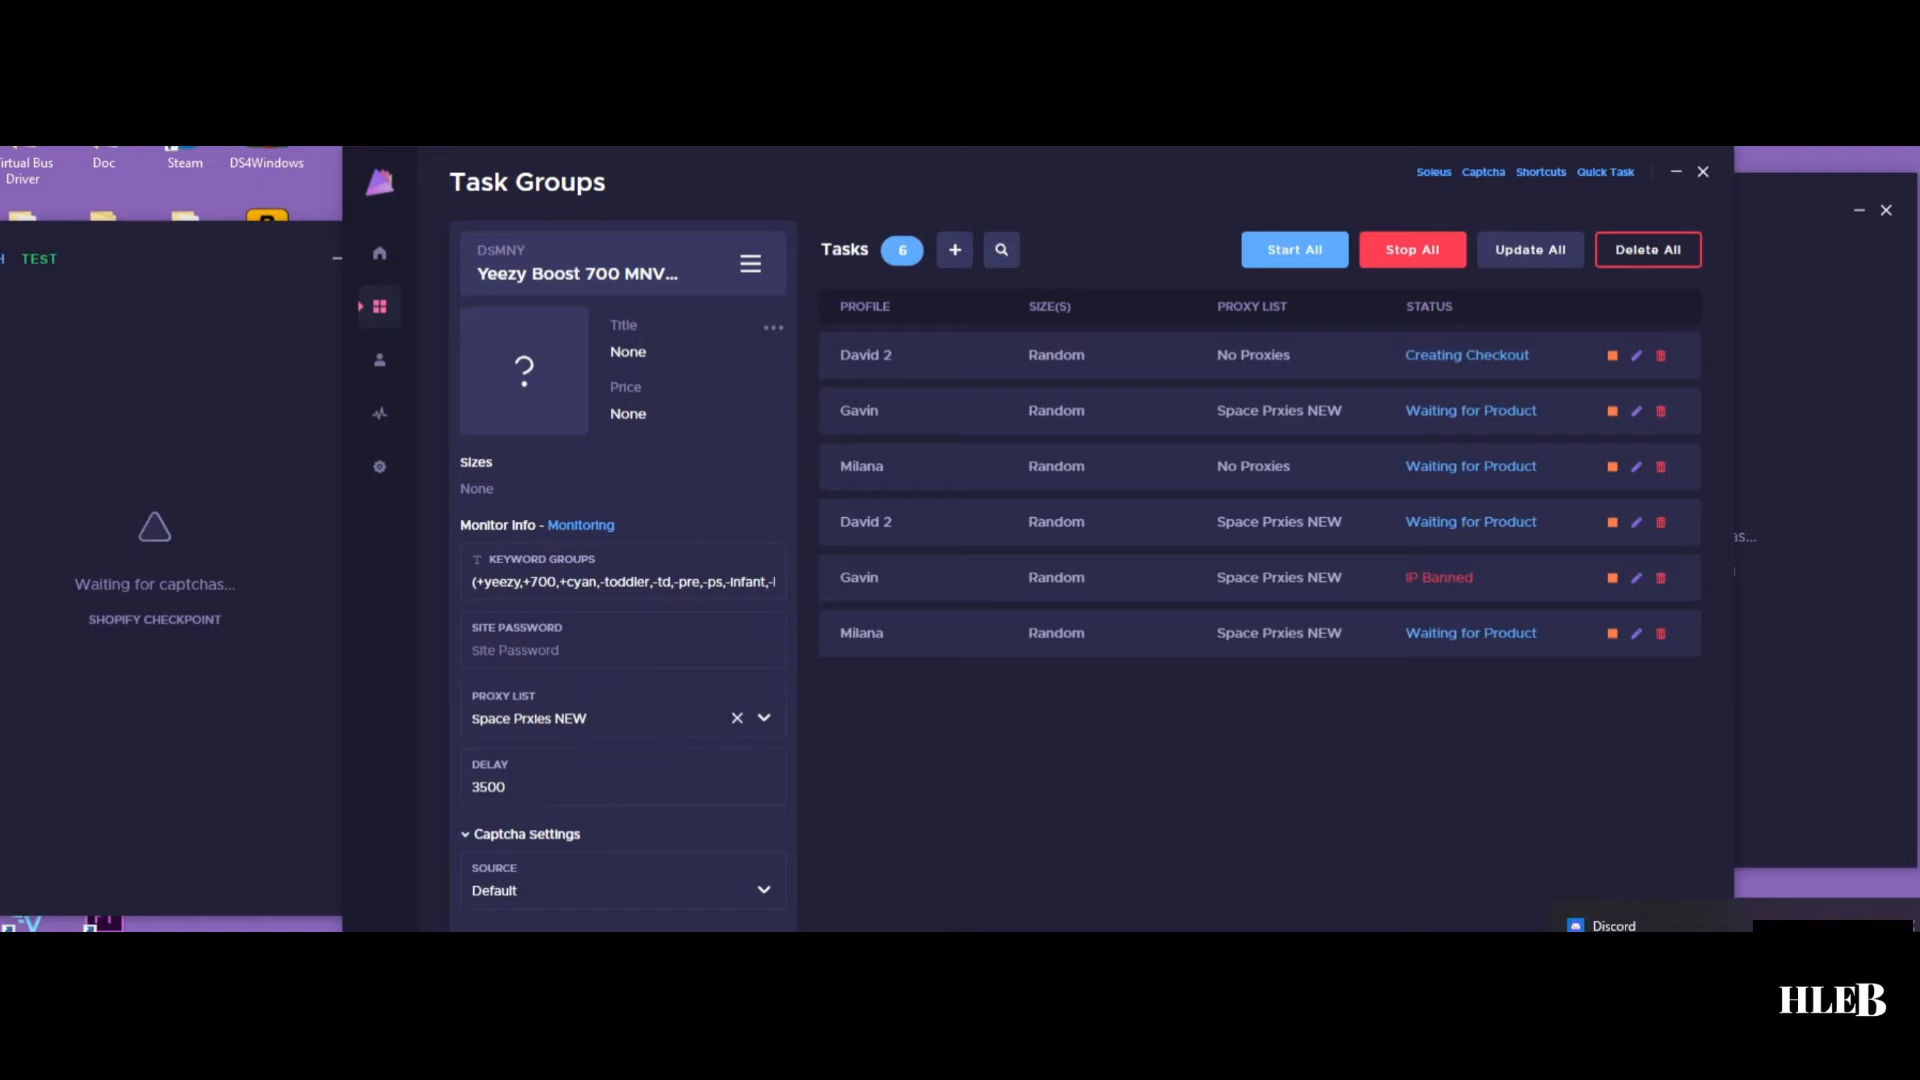 irtual Bus
Driver
Doc
Steam
DS4Windows
TEST
Waiting for captchas...
SHOPIFY CHECKPOINT
Task Groups
Soleus Captcha Shortcuts Quick Task
DSMNY
Yeezy Boost 700 MNV...
?
Title
None
Price
None
Sizes
None
Monitor Info - Monitoring
KEYWORD GROUPS
(+yeezy,+700,+cyan,-toddler,-td,-pre,-ps,-infant,-i
SITE PASSWORD
Site Password
PROXY LIST
Space Prxies NEW
DELAY
3500
Captcha Settings
SOURCE
Default
Tasks 6 +
Start All Stop All Update All Delete All
PROFILE SIZE(S) PROXY LIST STATUS
David 2 Random No Proxies Creating Checkout
Gavin Random Space Prxies NEW Waiting for Product
Milana Random No Proxies Waiting for Product
David 2 Random Space Prxies NEW Waiting for Product
Gavin Random Space Prxies NEW IP Banned
Milana Random Space Prxies NEW Waiting for Product
as...
Discord
HLEB